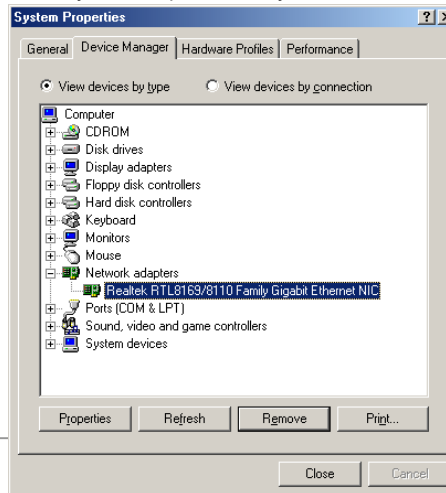 System Properties
General Device Manager Hardware Profiles Performance
View devices by type View devices by connection
Computer
CDROM
Disk drives
Display adapters
Floppy disk controllers
Hard disk controllers
Keyboard
Monitors
Mouse
Network adapters
Realtek RTL8169/8110 Family Gigabit Ethernet NIC
Ports (COM & LPT)
Sound, video and game controllers
System devices
Properties Refresh Remove Print...
Close Cancel